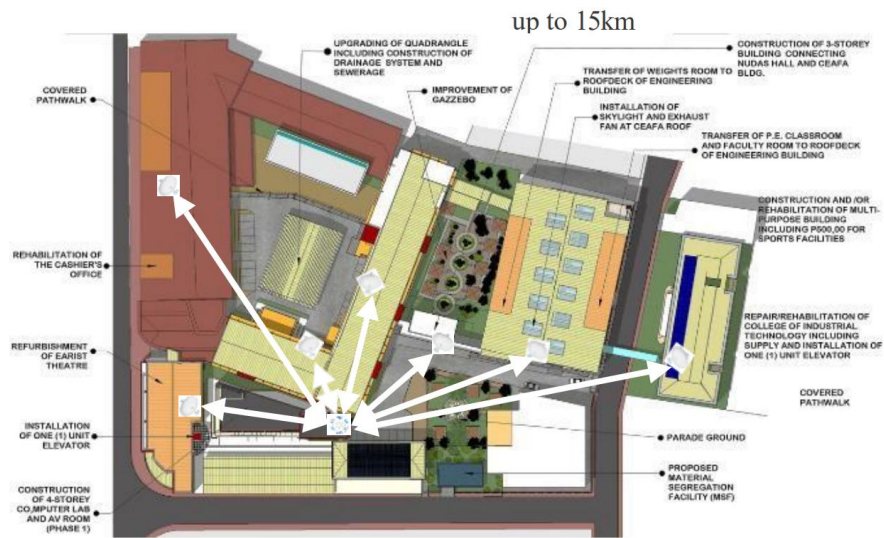 up to 15km
UPGRADING OF QUADRANGLE
INCLUDING CONSTRUCTION OF
DRAINAGE SYSTEM AND
SEWERAGE
CONSTRUCTION OF 3-STOREY
BUILDING CONNECTING
NUDAS HALL AND CEAFA
BLDG.
TRANSFER OF WEIGHTS ROOM TO
ROOFDECK OF ENGINEERING
BUILDING
COVERED
PATHWALK
IMPROVEMENT OF
GAZZEBO
INSTALLATION OF
SKYLIGHT AND EXHAUST
FAN AT CEAFA ROOF
TRANSFER OF P.E. CLASSROOM
AND FACULTY ROOM TO ROOFDECK
OF ENGINEERING BUILDING
CONSTRUCTION AND /OR
REHABILITATION OF MULTI-
PURPOSE BUILDING
INCLUDING P500,00 FOR
SPORTS FACILITIES
REHABILITATION OF
THE CASHIER'S
OFFICE
REPAIR/REHABILITATION OF
COLLEGE OF INDUSTRIAL
TECHNOLOGY INCLUDING
SUPPLY AND INSTALLATION OF
ONE (1) UNIT ELEVATOR
REFURBISHMENT
OF EARIST
THEATRE
COVERED
PATHWALK
INSTALLATION
OF ONE (1) UNIT
ELEVATOR
PARADE GROUND
PROPOSED
MATERIAL
SEGREGATION
FACILITY (MSF)
CONSTRUCTION
OF 4-STOREY
CO,MPUTER LAB
AND AV ROOM
(PHASE 1)